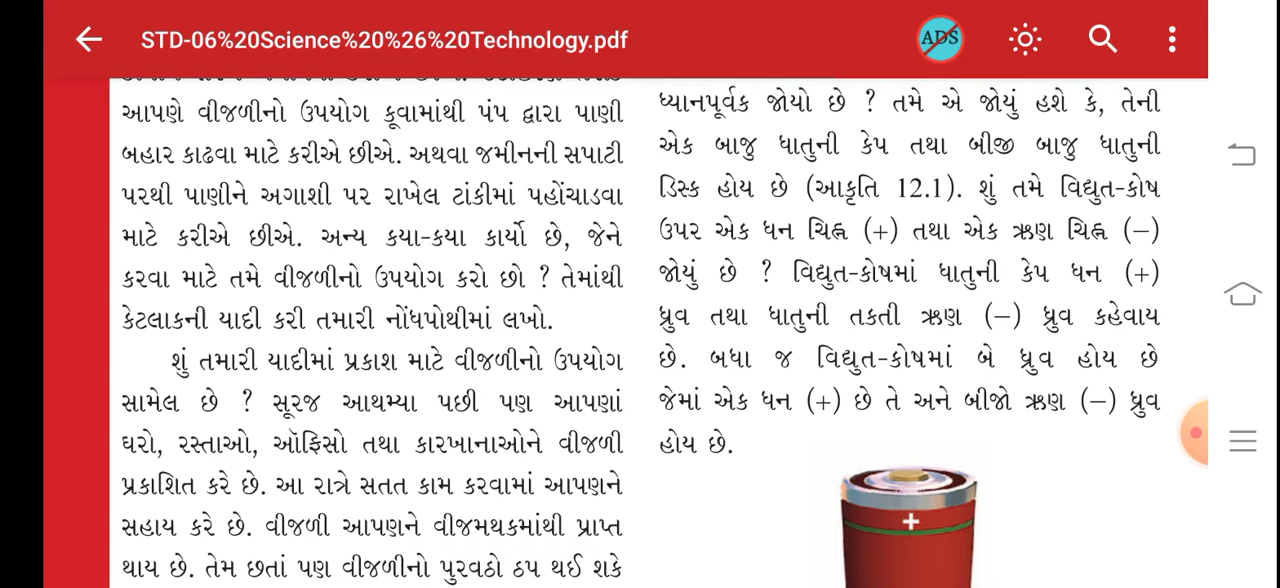 STD-06%20Science%20%26%20Technology.pdf
ADS
આપણે વીજળીનો ઉપયોગ કૂવામાંથી પંપ દ્વારા પાણી
બહાર કાઢવા માટે કરીએ છીએ. અથવા જમીનની સપાટી
પરથી પાણીને અગાશી પર રાખેલ ટાંકીમાં પહોંચાડવા
માટે કરીએ છીએ. અન્ય કયા-કયા કાર્યો છે, જેને
કરવા માટે તમે વીજળીનો ઉપયોગ કરો છો ? તેમાંથી
કેટલાકની યાદી કરી તમારી નોંધપોથીમાં લખો.
શું તમારી યાદીમાં પ્રકાશ માટે વીજળીનો ઉપયોગ
સામેલ છે ? સૂરજ આથમ્યા પછી પણ આપણાં
ઘરો, રસ્તાઓ, ઑફિસો તથા કારખાનાઓને વીજળી
પ્રકાશિત કરે છે. આ રાત્રે સતત કામ કરવામાં આપણને
સહાય કરે છે. વીજળી આપણને વીજમથકમાંથી પ્રાપ્ત
થાય છે. તેમ છતાં પણ વીજળીનો પુરવઠો ઠપ થઈ શકે
ધ્યાનપૂર્વક જોયો છે ? તમે એ જોયું હશે કે, તેની
એક બાજુ ધાતુની કેપ તથા બીજી બાજુ ધાતુની
ડિસ્ક હોય છે (આકૃતિ 12.1). શું તમે વિદ્યુત-કોષ
ઉપર એક ધન ચિહ્ન (+) તથા એક ઋણ ચિહ્ન (−)
જોયું છે ? વિદ્યુત-કોષમાં ધાતુની કેપ ધન (+)
ધ્રુવ તથા ધાતુની તકતી ઋણ (−) ધ્રુવ કહેવાય
છે. બધા જ વિદ્યુત-કોષમાં બે ધ્રુવ હોય છે
જેમાં એક ધન (+) છે તે અને બીજો ઋણ (−) ધ્રુવ
હોય છે.
+